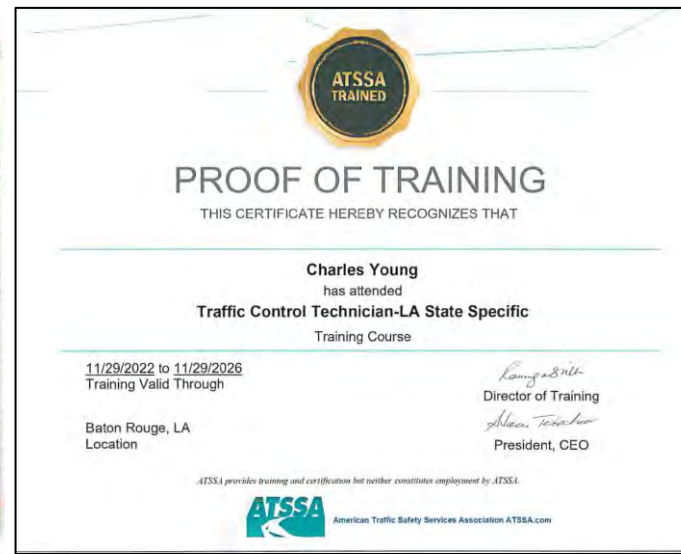 ATSSA
TRAINED
PROOF OF TRAINING
THIS CERTIFICATE HEREBY RECOGNIZES THAT
Charles Young
has attended
Traffic Control Technician-LA State Specific
Training Course
11/29/2022 to 11/29/2026
Training Valid Through
Director of Training
Baton Rouge, LA
Location
President, CEO
ATSSA provides training and certification but neither constitutes employment by ATSSA.
ATSSA
American Traffic Safety Services Association ATSSA.com